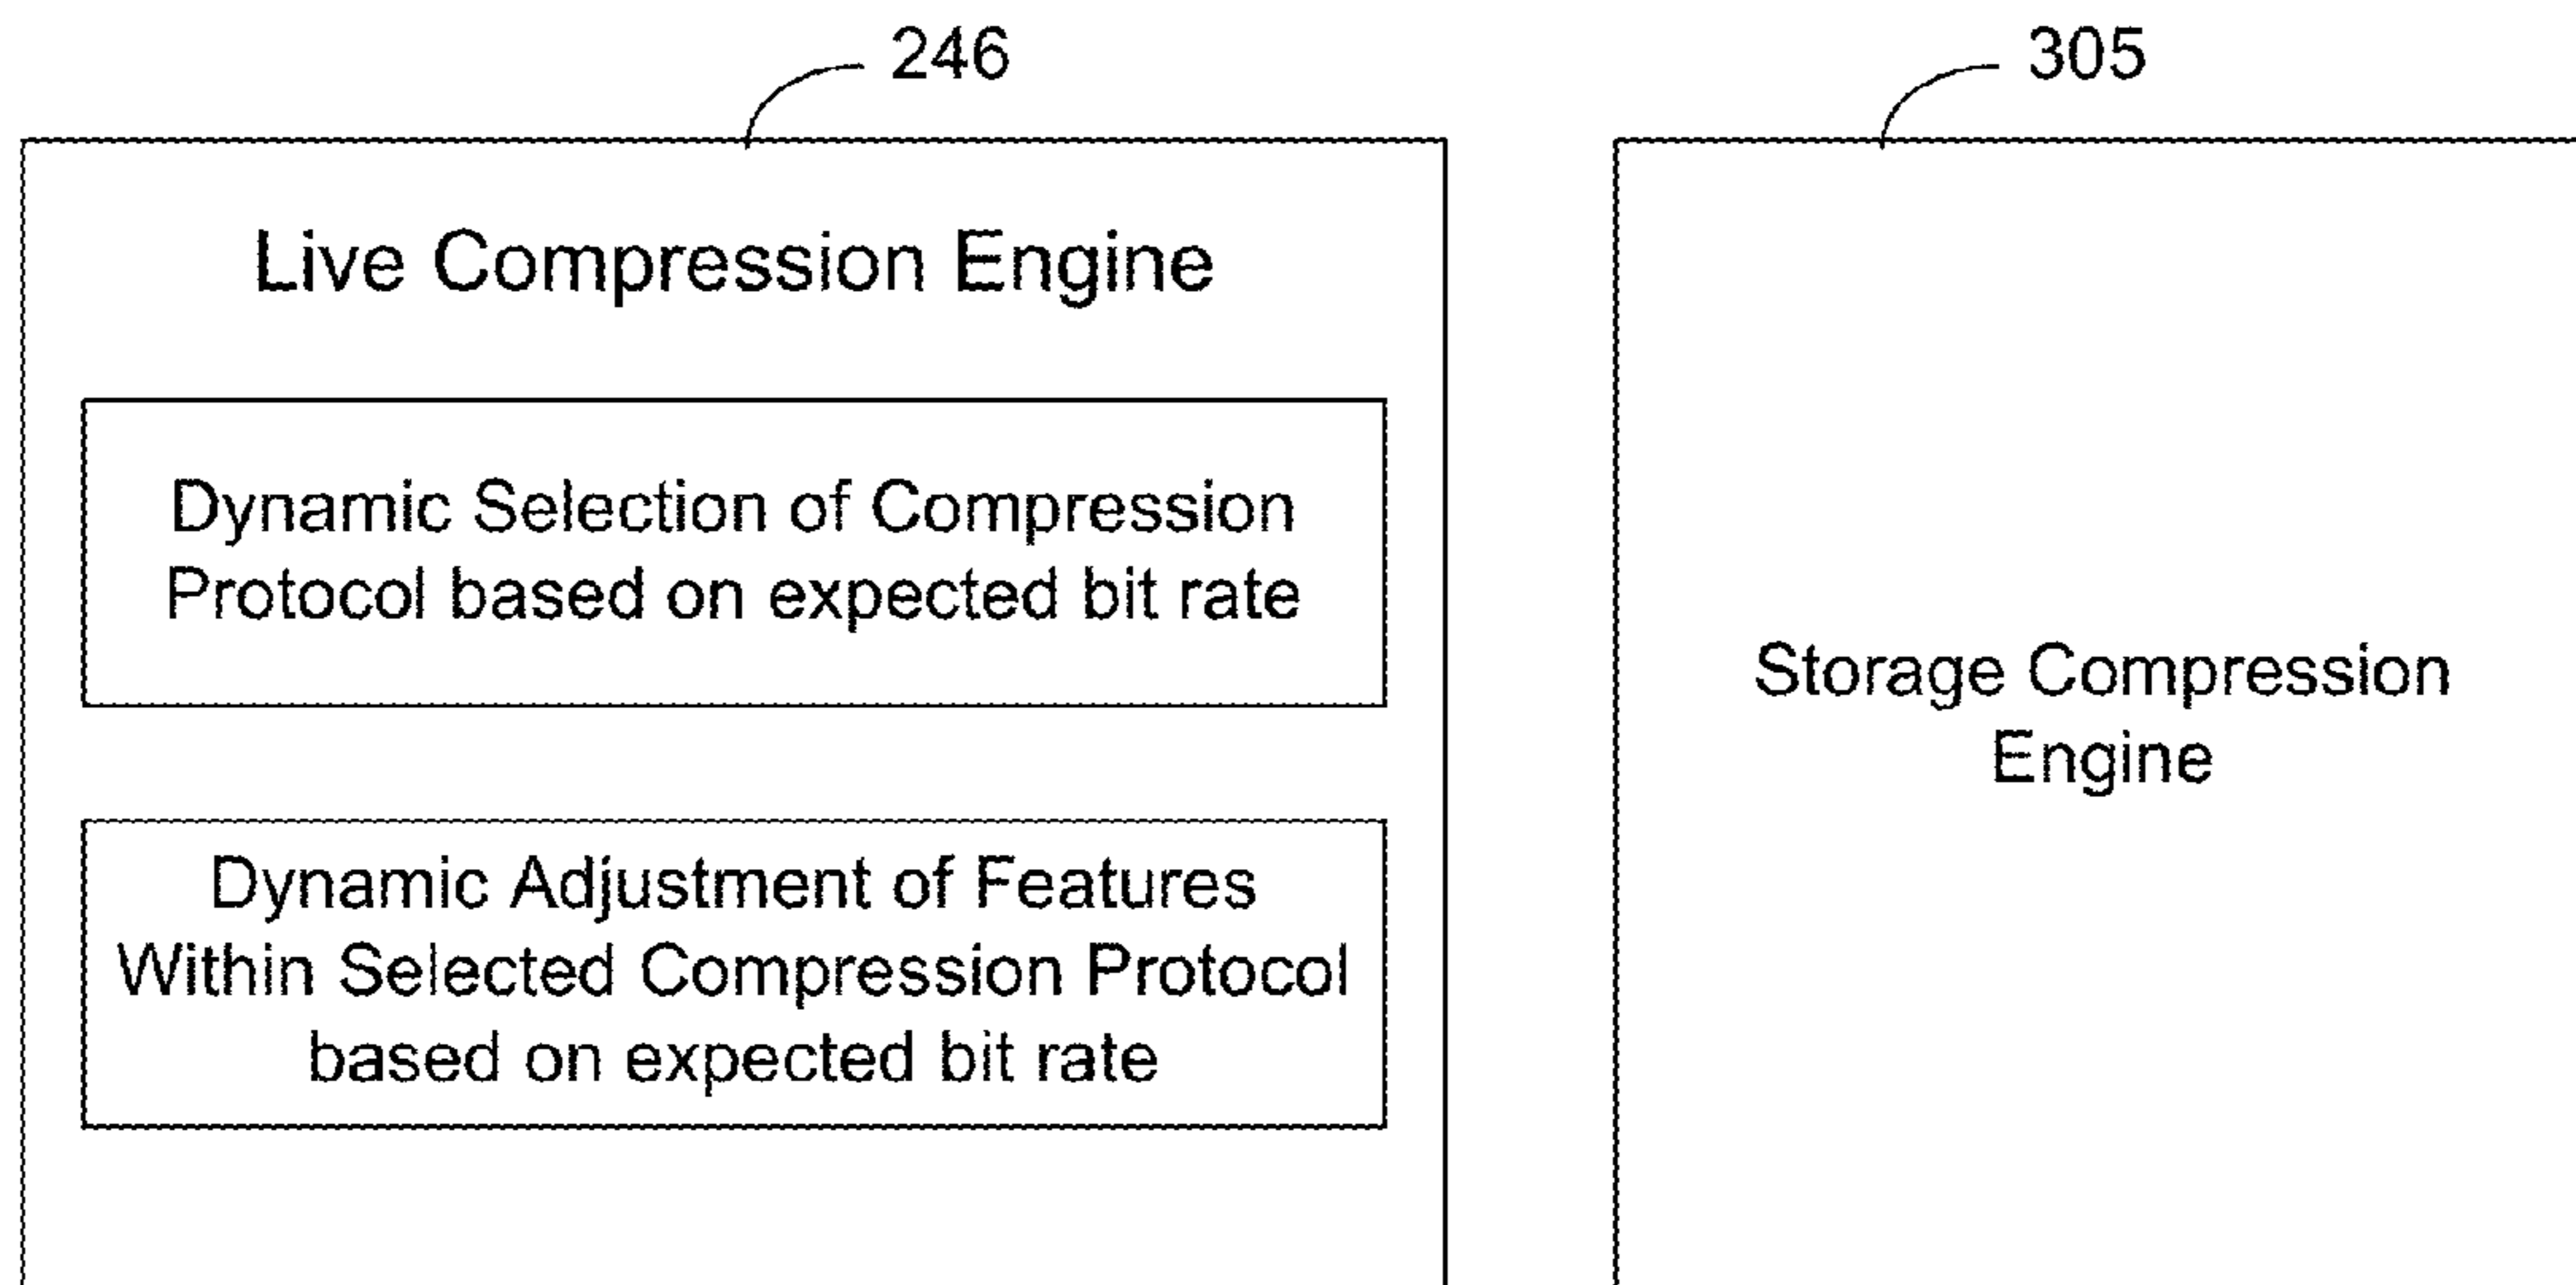 246
Live Compression Engine
Dynamic Selection of Compression
Protocol based on expected bit rate
Dynamic Adjustment of Features
Within Selected Compression Protocol
based on expected bit rate
305
Storage Compression
Engine